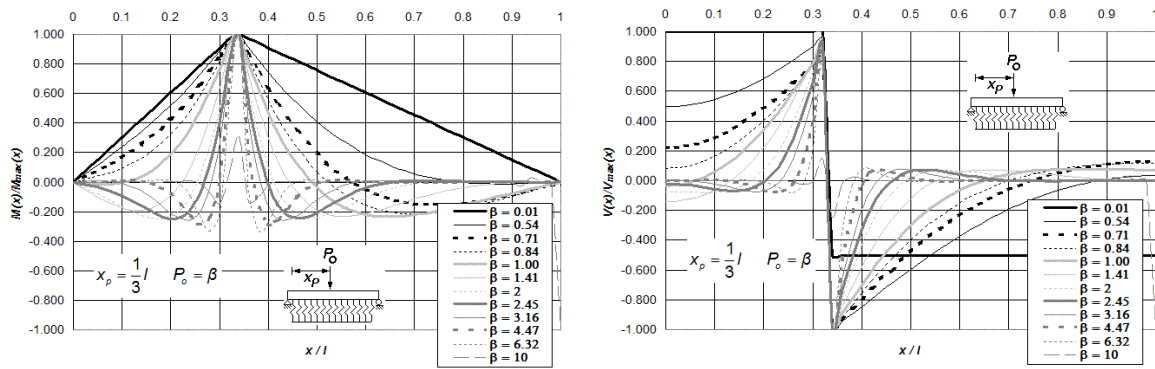 0 0.1 0.2 0.3 0.4 0.5 0.6 0.7 0.8 0.9 1
1.000
0.800
0.600
0.400
0.200
0.000
-0.200
-0.400
-0.600
-0.800
-1.000
M(x)/Mmax(x)
x / l
xp = 1/3 l Po = β
Po
xP
β = 0.01
β = 0.54
β = 0.71
β = 0.84
β = 1.00
β = 1.41
β = 2
β = 2.45
β = 3.16
β = 4.47
β = 6.32
β = 10
0 0.1 0.2 0.3 0.4 0.5 0.6 0.7 0.8 0.9 1
1.000
0.800
0.600
0.400
0.200
0.000
-0.200
-0.400
-0.600
-0.800
-1.000
V(x)/Vmax(x)
x / l
Po
xP
xp = 1/3 l Po = β
β = 0.01
β = 0.54
β = 0.71
β = 0.84
β = 1.00
β = 1.41
β = 2
β = 2.45
β = 3.16
β = 4.47
β = 6.32
β = 10